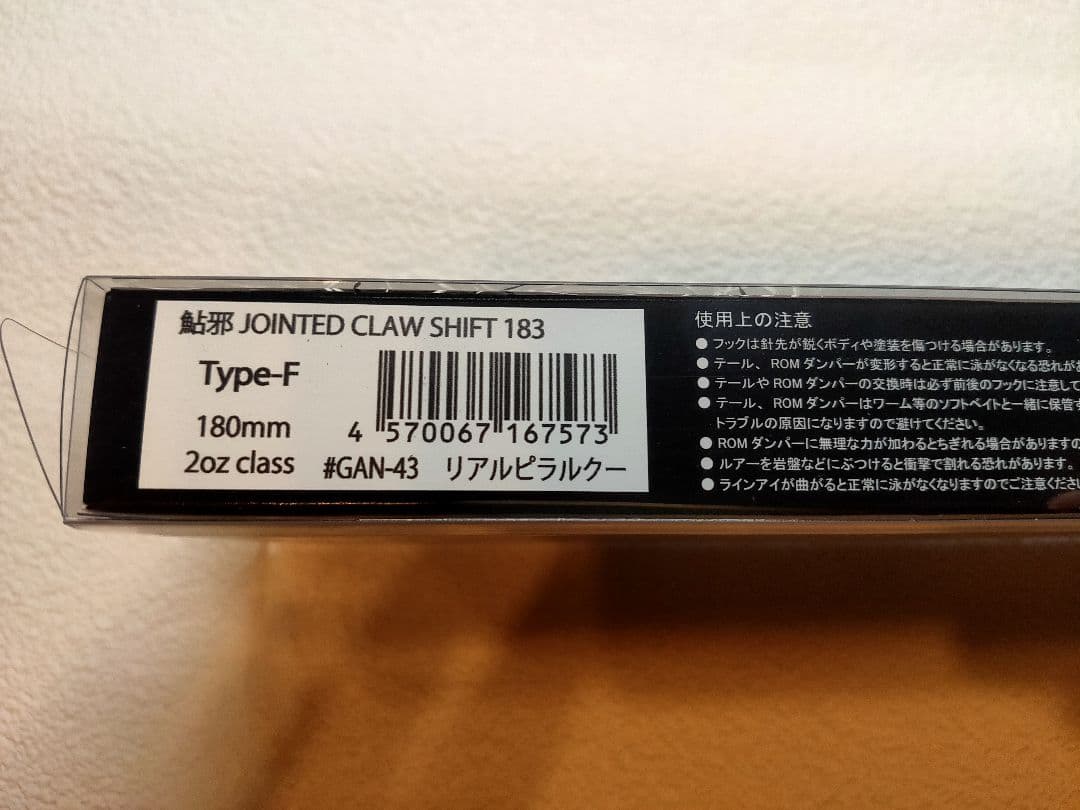 鮎邪 JOINTED CLAW SHIFT 183
Type-F
180mm
2oz class
4 570067 167573
#GAN-43 リアルピラルクー
使用上の注意
●フックは針先が鋭くボディや塗装を傷つける場合があります。
●テール、ROMダンパーが変形すると正常に泳がなくなる恐れが
●テールやROMダンパーの交換時は必ず前後のフックに注意して
●テール、ROMダンパーはワーム等のソフトベイトと一緒に保管
トラブルの原因になりますので避けてください。
●ROMダンパーに無理な力が加わるとちぎれる場合がありますの
●ルアーを岩盤などにぶつけると衝撃で割れる恐れがあります。
●ラインアイが曲がると正常に泳がなくなりますのでご注意くださ